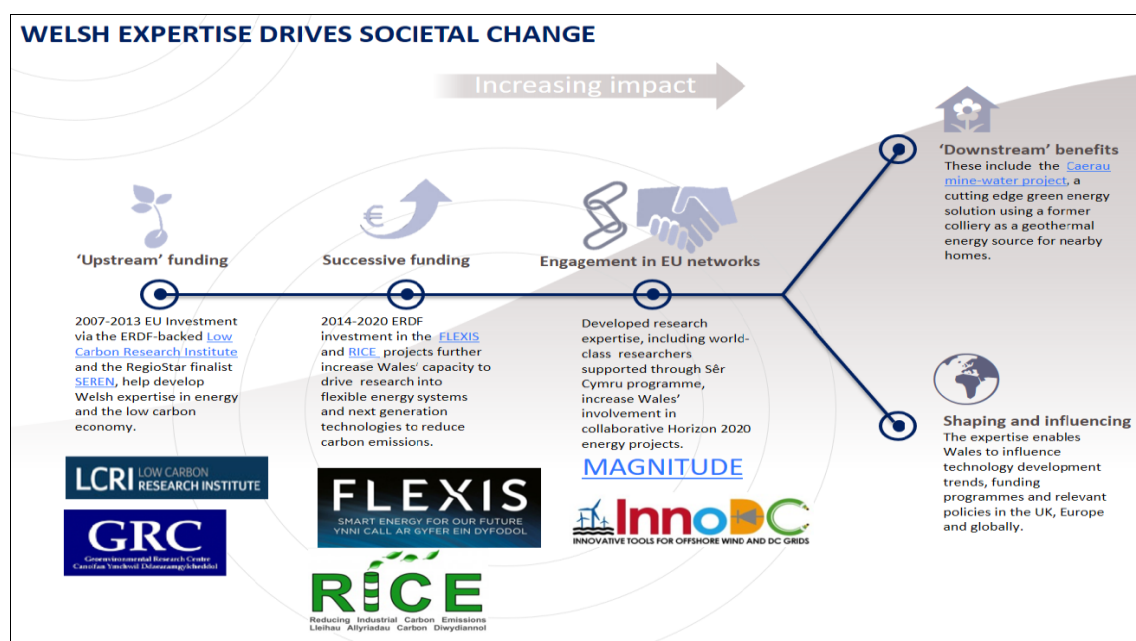 WELSH EXPERTISE DRIVES SOCIETAL CHANGE
Increasing impact
'Upstream' funding
2007-2013 EU Investment
via the ERDF-backed Low
Carbon Research Institute
and the RegioStar finalist
SEREN, help develop
Welsh expertise in energy
and the low carbon
economy.
LCRI LOW CARBON
RESEARCH INSTITUTE
GRC
Geoenvironmental Research Centre
Canolfan Ymchwil Ddaearamgylcheddol
€
Successive funding
2014-2020 ERDF
investment in the FLEXIS
and RICE projects further
increase Wales' capacity to
drive research into
flexible energy systems
and next generation
technologies to reduce
carbon emissions.
FLEXIS
SMART ENERGY FOR OUR FUTURE
YNNI CALL AR GYFER EIN DYFODOL
RICE
Reducing Industrial Carbon Emissions
Lleihau Allyriadau Carbon Diwydiannol
Engagement in EU networks
Developed research
expertise, including world-
class researchers
supported through Sêr
Cymru programme,
increase Wales'
involvement in
collaborative Horizon 2020
energy projects.
MAGNITUDE
InnoDC
INNOVATIVE TOOLS FOR OFFSHORE WIND AND DC GRIDS
'Downstream' benefits
These include the Caerau
mine-water project, a
cutting edge green energy
solution using a former
colliery as a geothermal
energy source for nearby
homes.
Shaping and influencing
The expertise enables
Wales to influence
technology development
trends, funding
programmes and relevant
policies in the UK, Europe
and globally.